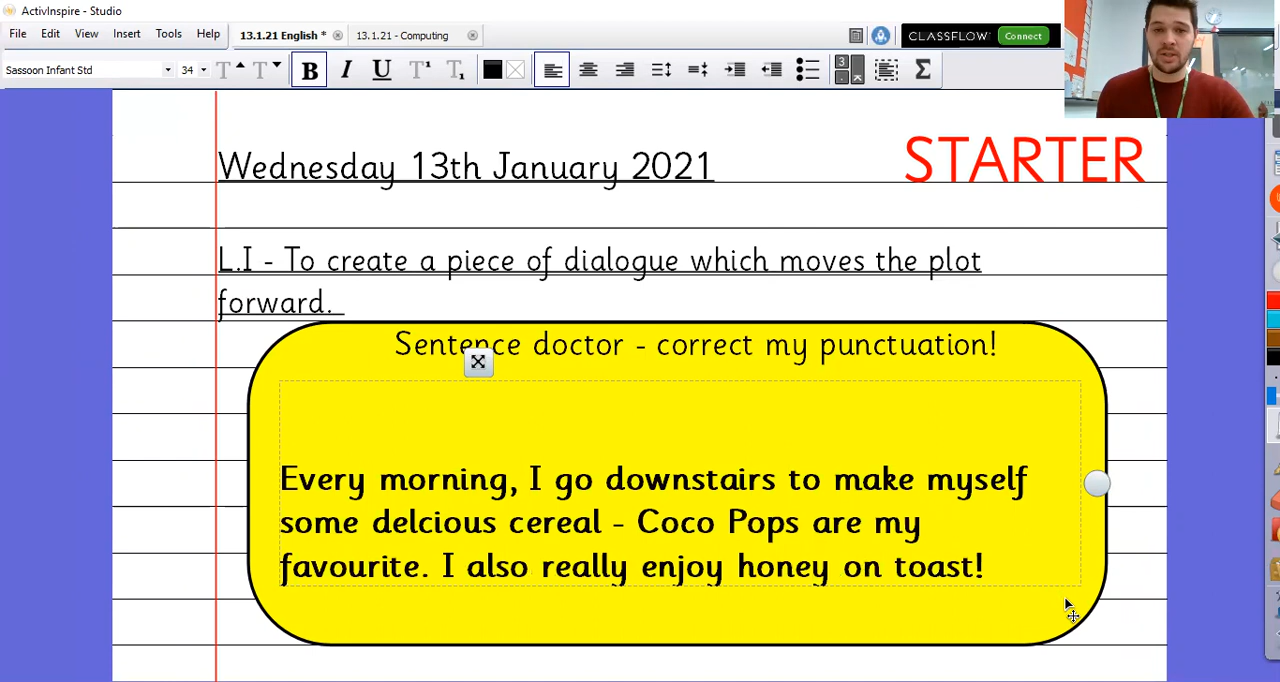 ActivInspire - Studio
File Edit View Insert Tools Help
13.1.21 English *
13.1.21 - Computing
CLASSFLOW Connect
Sassoon Infant Std
34
T T B I U T¹ T₁ Σ
Wednesday 13th January 2021
STARTER
L.I - To create a piece of dialogue which moves the plot
forward.
Sentence doctor - correct my punctuation!
Every morning, I go downstairs to make myself
some delcious cereal - Coco Pops are my
favourite. I also really enjoy honey on toast!